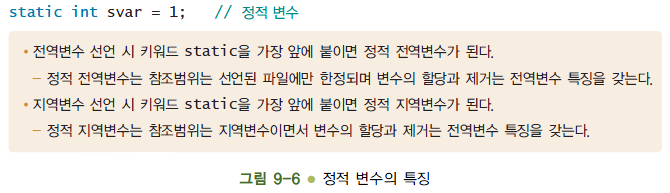 static int svar = 1;   // 정적 변수
• 전역변수 선언 시 키워드 static을 가장 앞에 붙이면 정적 전역변수가 된다.
– 정적 전역변수는 참조범위는 선언된 파일에만 한정되며 변수의 할당과 제거는 전역변수 특징을 갖는다.
• 지역변수 선언 시 키워드 static을 가장 앞에 붙이면 정적 지역변수가 된다.
– 정적 지역변수는 참조범위는 지역변수이면서 변수의 할당과 제거는 전역변수 특징을 갖는다.
그림 9-6 ● 정적 변수의 특징